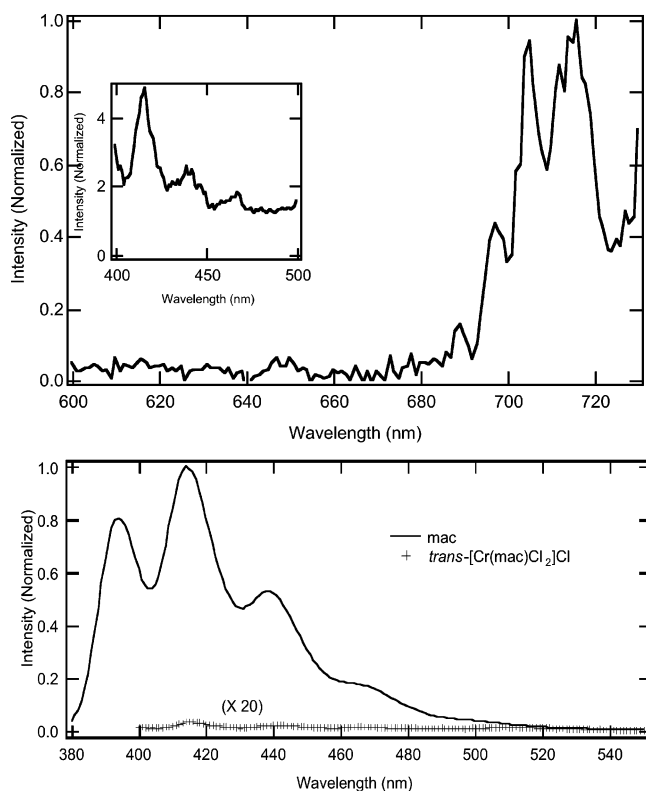 1.0
0.8
0.6
0.4
0.2
0.0
Intensity (Normalized)
4
2
0
Intensity (Normalized)
400 450 500
Wavelength (nm)
600 620 640 660 680 700 720
Wavelength (nm)
1.0
0.8
0.6
0.4
0.2
0.0
Intensity (Normalized)
mac
trans-[Cr(mac)Cl2]Cl
(X 20)
380 400 420 440 460 480 500 520 540
Wavelength (nm)